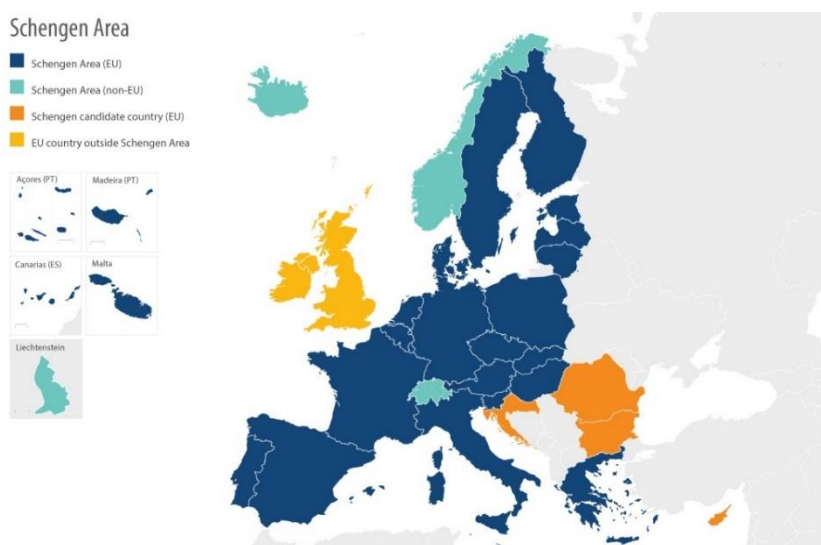 Schengen Area
Schengen Area (EU)
Schengen Area (non-EU)
Schengen candidate country (EU)
EU country outside Schengen Area
Açores (PT)
Madeira (PT)
Canarias (ES)
Malta
Liechtenstein